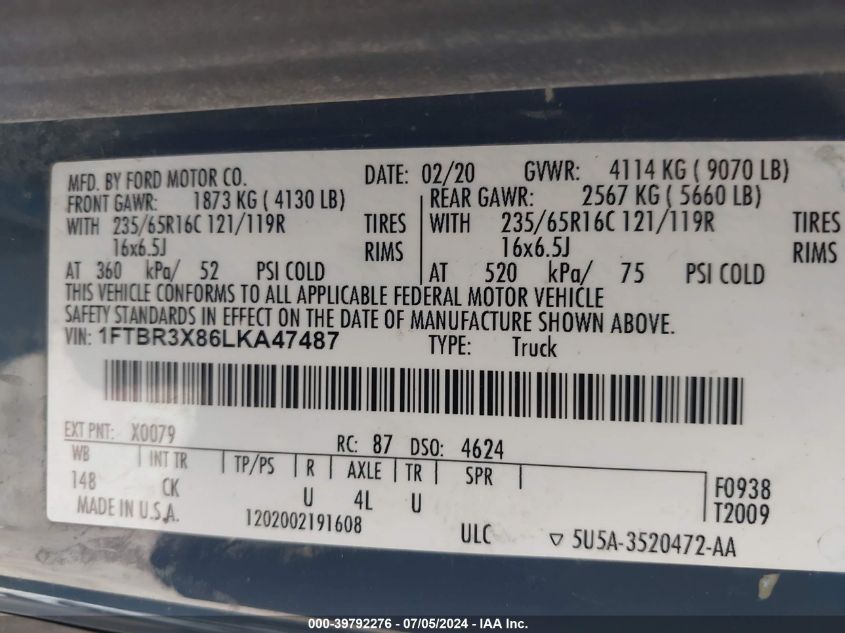 MFD. BY FORD MOTOR CO. DATE: 02/20 GVWR: 4114 KG ( 9070 LB)
FRONT GAWR: 1873 KG ( 4130 LB) REAR GAWR: 2567 KG ( 5660 LB)
WITH 235/65R16C 121/119R TIRES WITH 235/65R16C 121/119R TIRES
16x6.5J RIMS 16x6.5J RIMS
AT 360 kPa/ 52 PSI COLD AT 520 kPa/ 75 PSI COLD
THIS VEHICLE CONFORMS TO ALL APPLICABLE FEDERAL MOTOR VEHICLE
SAFETY STANDARDS IN EFFECT ON THE DATE OF MANUFACTURE SHOWN ABOVE.
VIN: 1FTBR3X86LKA47487 TYPE: Truck
EXT PNT: X0079 RC: 87 DSO: 4624
WB INT TR TP/PS R AXLE TR SPR F0938
148 CK U 4L U T2009
MADE IN U.S.A. 1202002191608 ULC ▽ 5U5A-3520472-AA
000-39792276 - 07/05/2024 - IAA Inc.